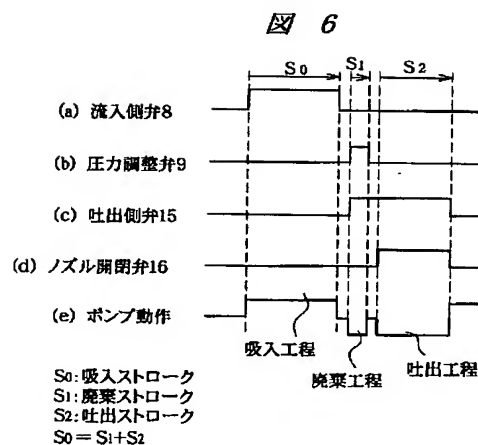 図 6
S0 S1 S2
(a) 流入側弁8
(b) 圧力調整弁9
(c) 吐出側弁15
(d) ノズル開閉弁16
(e) ポンプ動作
吸入工程
廃棄工程
吐出工程
S0:吸入ストローク
S1:廃棄ストローク
S2:吐出ストローク
S0=S1+S2